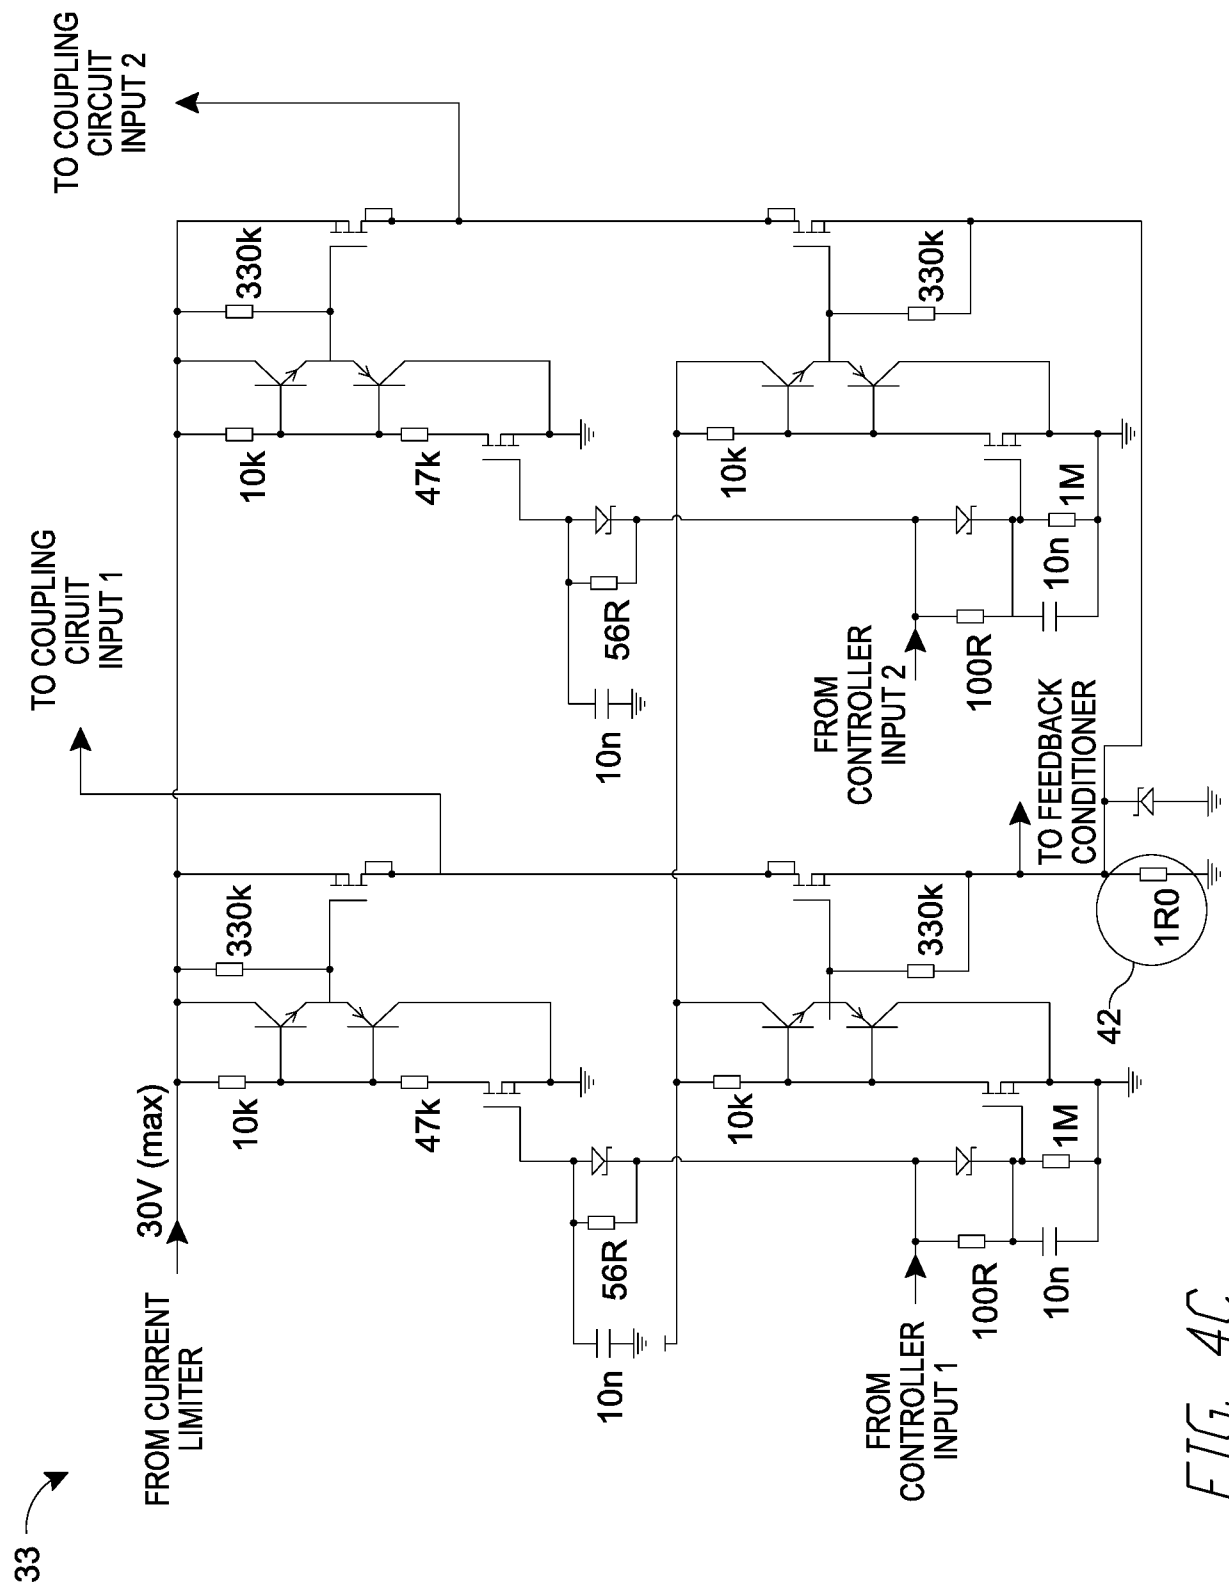 33
FROM CURRENT
LIMITER
30V (max)
TO COUPLING
CIRUIT
INPUT 1
TO COUPLING
CIRCUIT
INPUT 2
330k
330k
10k
10k
47k
47k
56R
56R
10n
10n
10k
10k
330k
330k
FROM
CONTROLLER
INPUT 1
FROM
CONTROLLER
INPUT 2
100R
100R
10n
10n
1M
1M
TO FEEDBACK
CONDITIONER
42
1R0
FIG. 4C